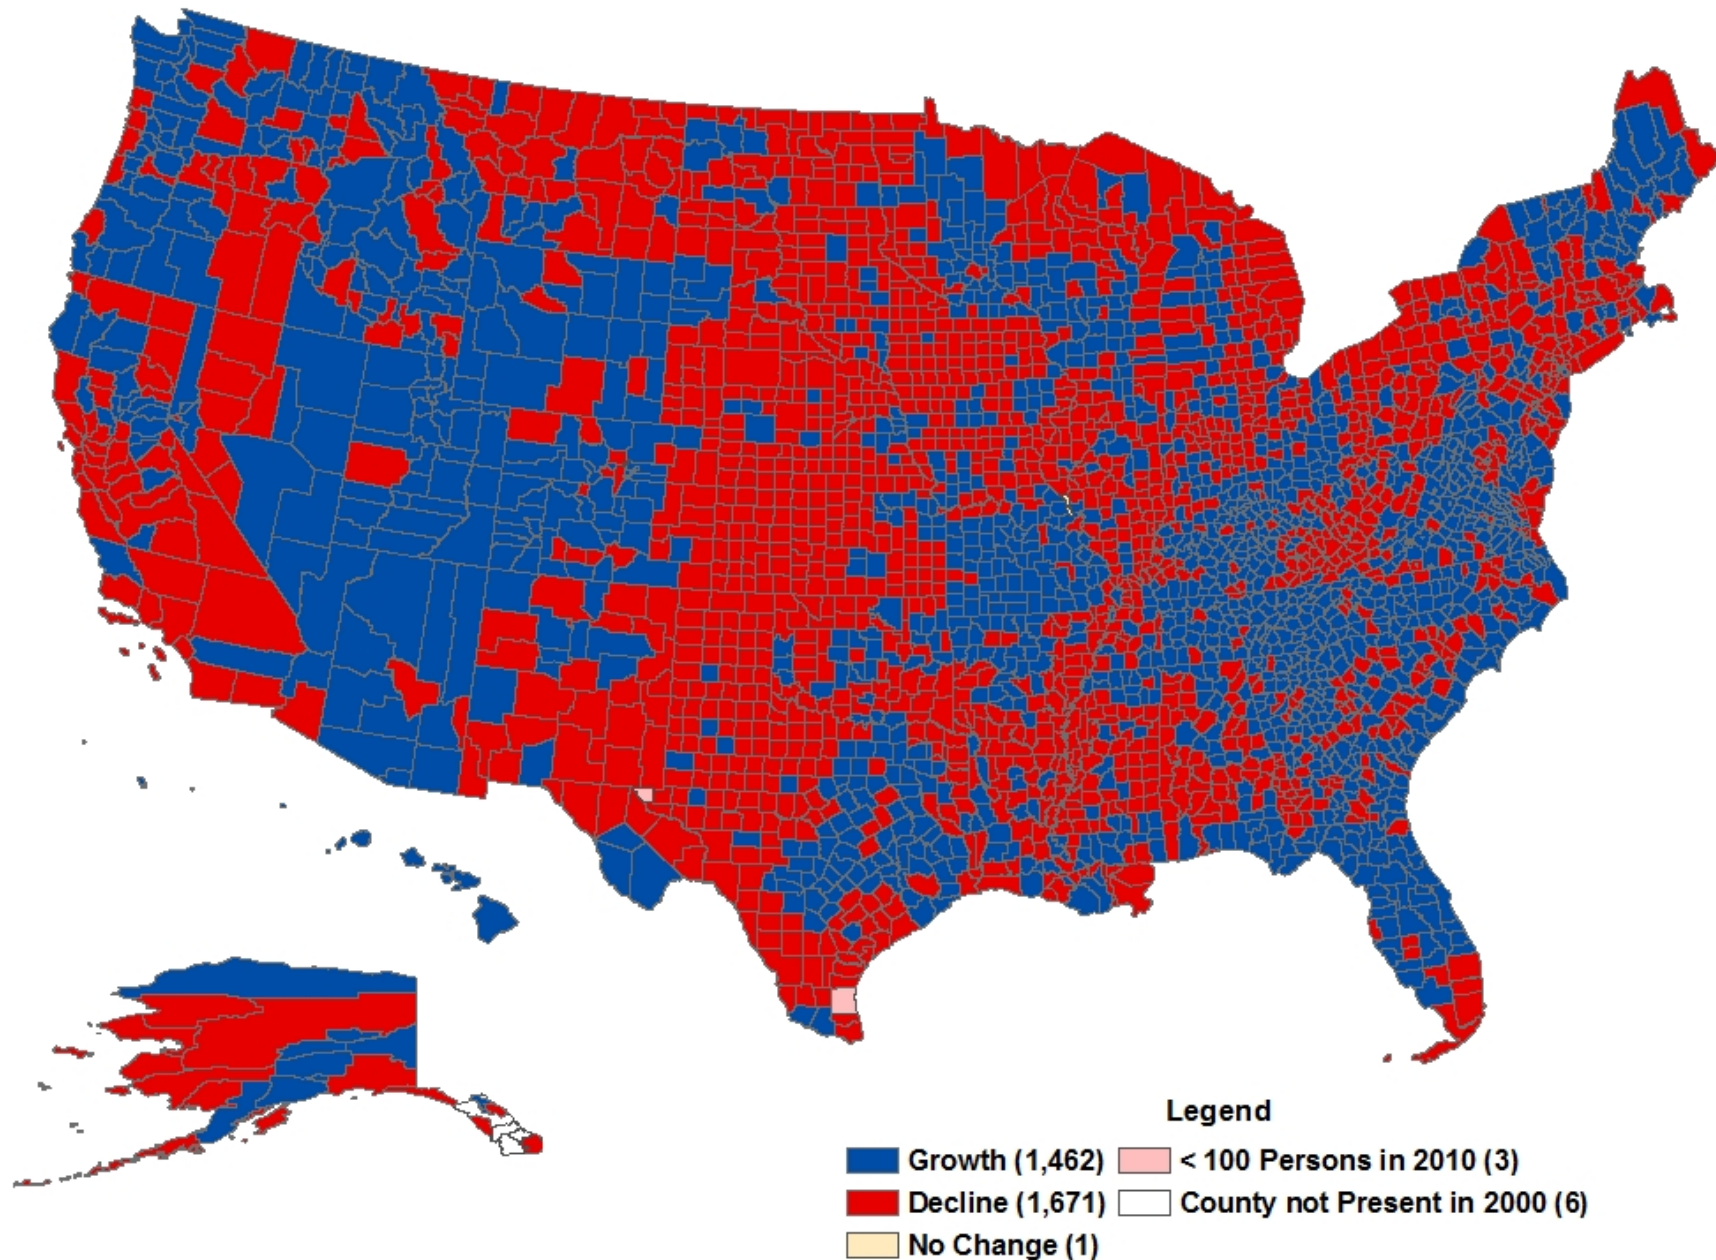 Legend
Growth (1,462)
< 100 Persons in 2010 (3)
Decline (1,671)
County not Present in 2000 (6)
No Change (1)